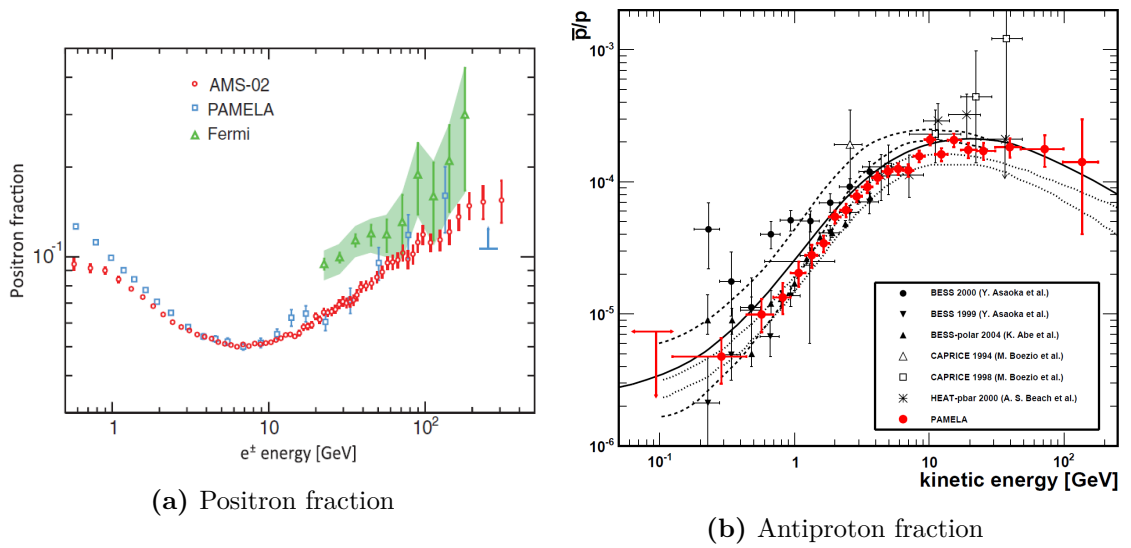 AMS-02
PAMELA
Fermi
Positron fraction
10⁻¹
1
10
10²
e± energy [GeV]
(a) Positron fraction
p̅/p
10⁻³
10⁻⁴
10⁻⁵
10⁻⁶
BESS 2000 (Y. Asaoka et al.)
BESS 1999 (Y. Asaoka et al.)
BESS-polar 2004 (K. Abe et al.)
CAPRICE 1994 (M. Boezio et al.)
CAPRICE 1998 (M. Boezio et al.)
HEAT-pbar 2000 (A. S. Beach et al.)
PAMELA
10⁻¹
1
10
10²
kinetic energy [GeV]
(b) Antiproton fraction